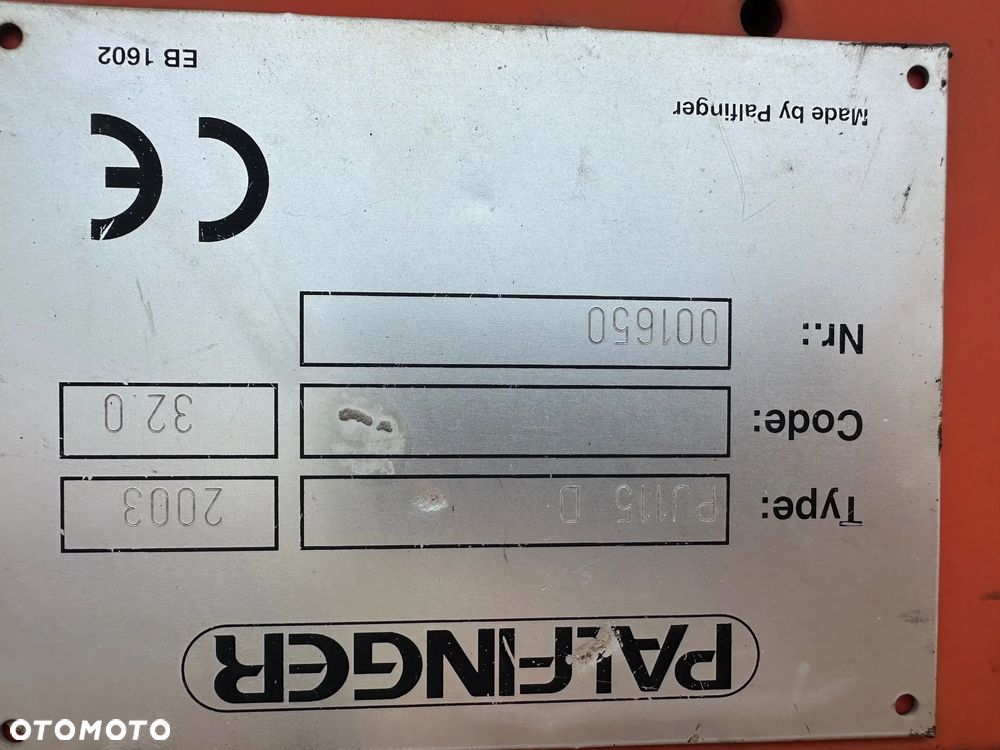 PALFINGER
Type: PJ115 D 2003
Code: 32.0
Nr.: 001650
CE
Made by Palfinger
EB 1602
OTOMOTO